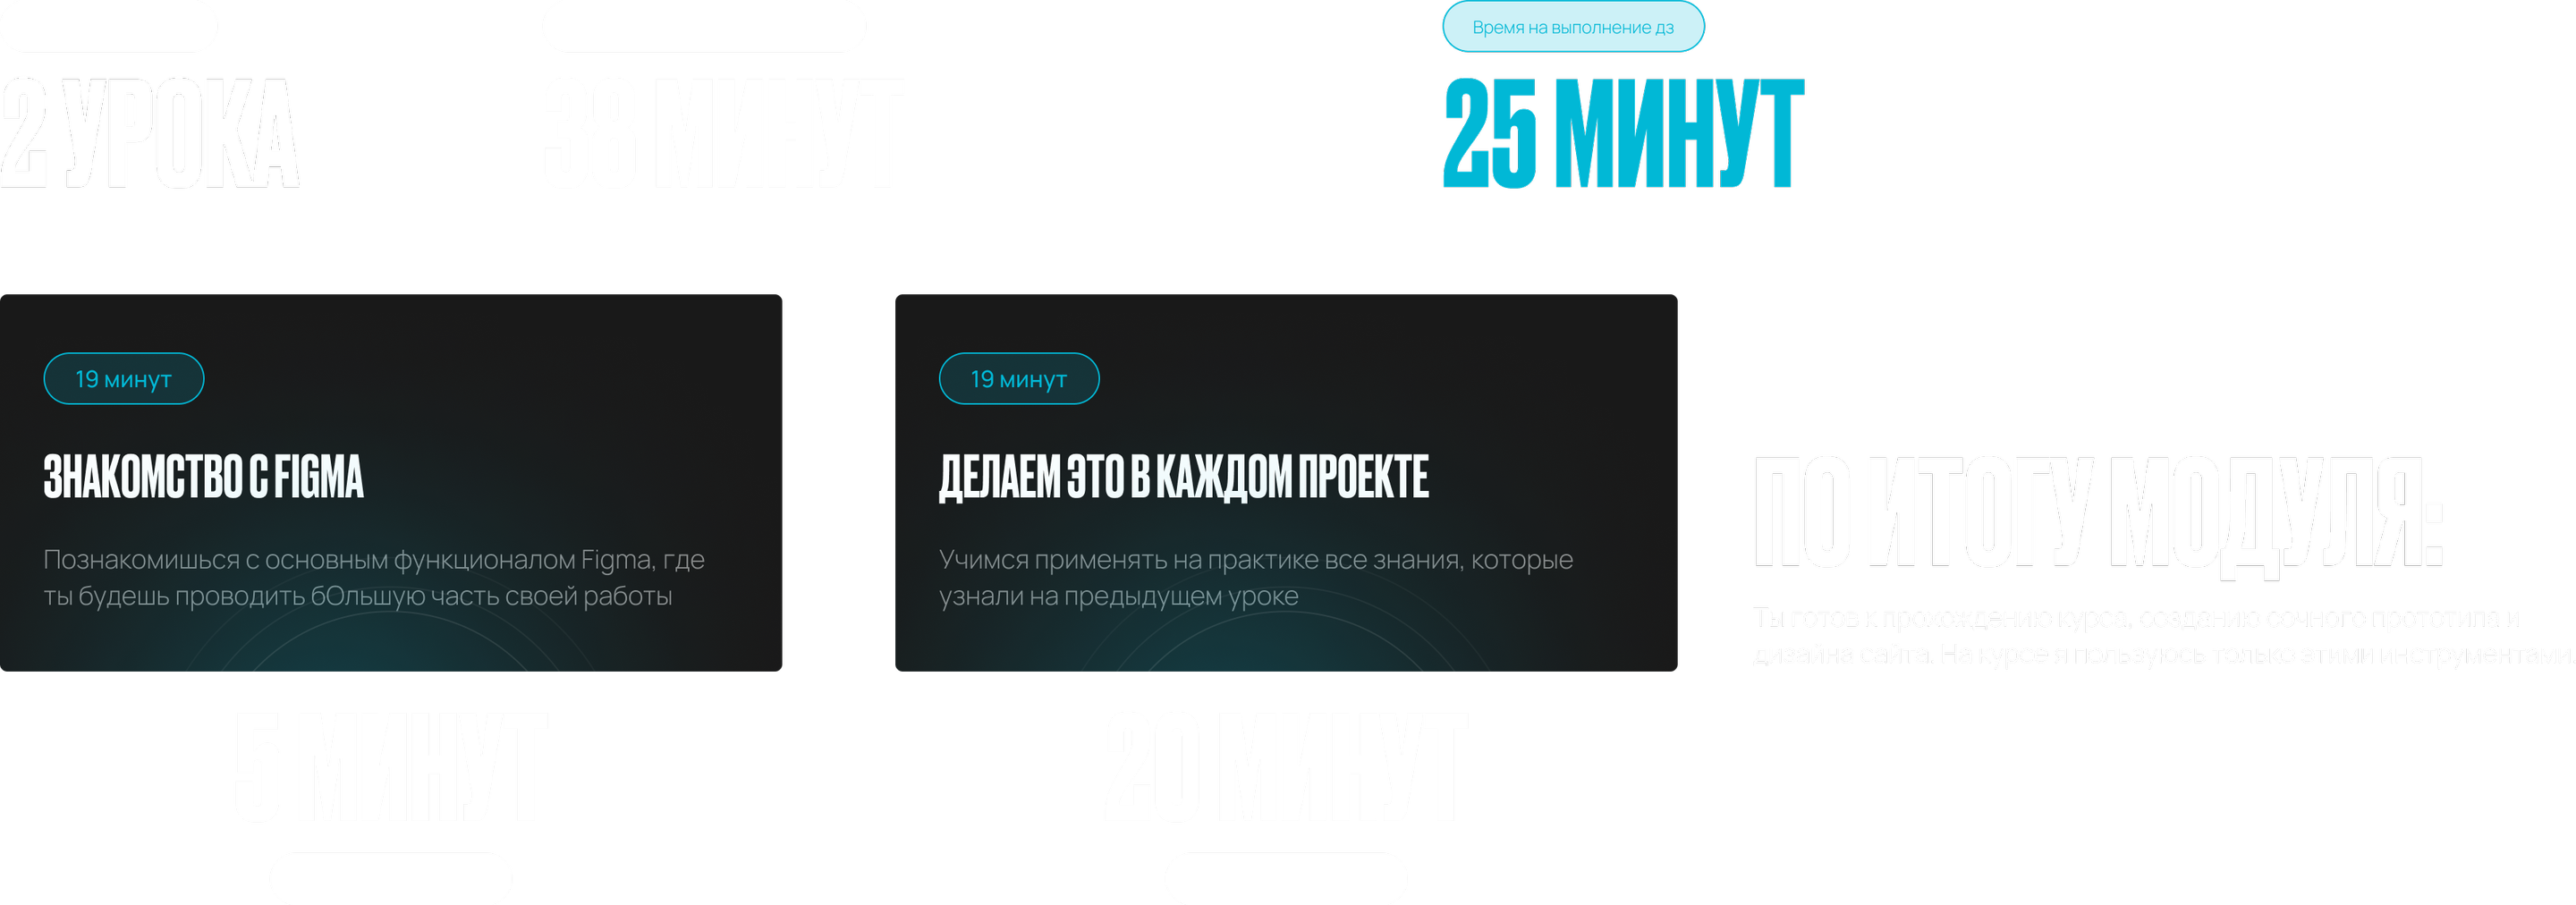 Время на выполнение дз
2 УРОКА
38 МИНУТ
25 МИНУТ
19 минут
ЗНАКОМСТВО С FIGMA
Познакомишься с основным функционалом Figma, где
ты будешь проводить бОльшую часть своей работы
19 минут
ДЕЛАЕМ ЭТО В КАЖДОМ ПРОЕКТЕ
Учимся применять на практике все знания, которые
узнали на предыдущем уроке
ПО ИТОГУ МОДУЛЯ:
Ты готов к прохождению курса, созданию сочного прототипа и
дизайна сайта. На курсе я пользуюсь только этими инструментами.
5 МИНУТ
20 МИНУТ